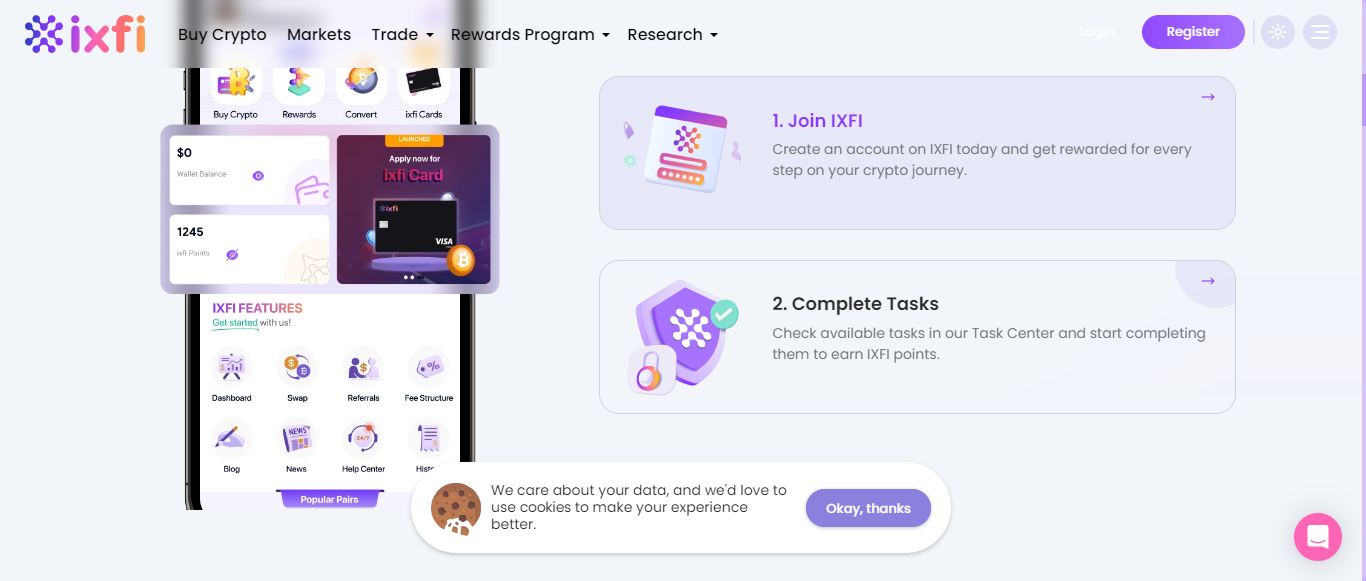 ixfi
Buy Crypto Markets Trade Rewards Program Research
Login
Register
Buy Crypto Rewards Convert ixfi Cards
$0
Wallet Balance
1245
ixfi Points
LAUNCHED
Apply now for
ixfi Card
ixfi
VISA
IXFI FEATURES
Get started with us!
Dashboard Swap Referrals Fee Structure
NEWS
24/7
Blog News Help Center
Popular Pairs
1. Join IXFI
Create an account on IXFI today and get rewarded for every
step on your crypto journey.
2. Complete Tasks
Check available tasks in our Task Center and start completing
them to earn IXFI points.
We care about your data, and we'd love to
use cookies to make your experience
better.
Okay, thanks